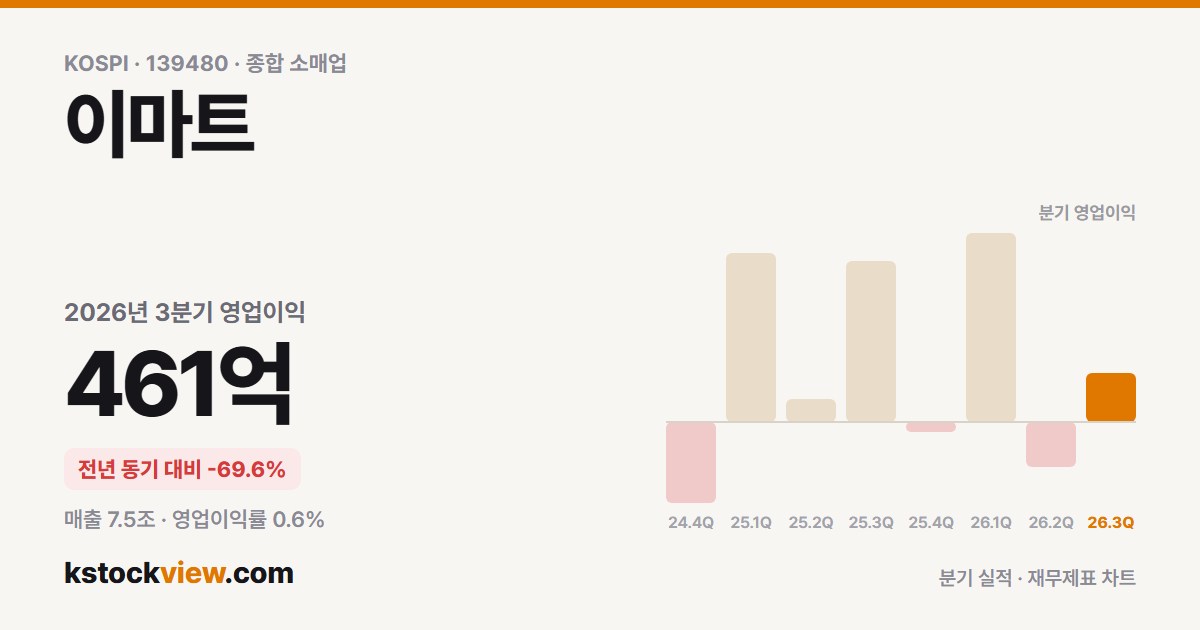 KOSPI · 139480 · 종합 소매업
이마트
분기 영업이익
2026년 3분기 영업이익
461억
전년 동기 대비 -69.6%
매출 7.5조 · 영업이익률 0.6%
24.4Q 25.1Q 25.2Q 25.3Q 25.4Q 26.1Q 26.2Q 26.3Q
kstockview.com
분기 실적 · 재무제표 차트